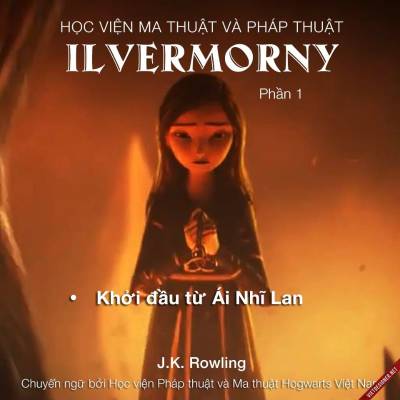 HỌC VIỆN MA THUẬT VÀ PHÁP THUẬT
ILVERMORNY
Phần 1
• Khởi đầu từ Ái Nhĩ Lan
J.K. Rowling
Chuyển ngữ bởi Học viện Pháp thuật và Ma thuật Hogwarts Việt Nam